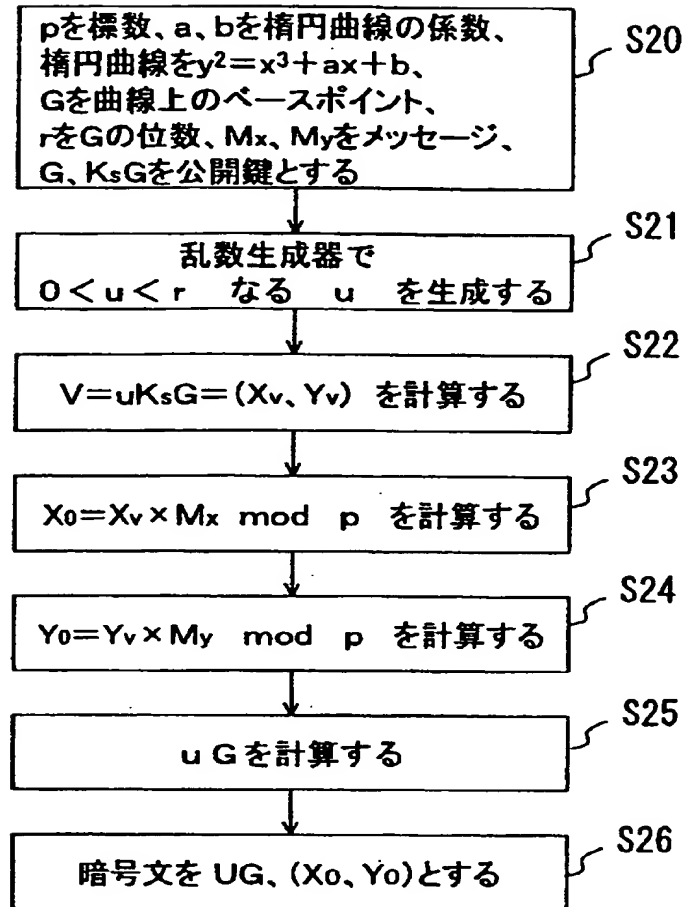 pを標数、a、bを楕円曲線の係数、
楕円曲線をy²=x³+ax+b、
Gを曲線上のベースポイント、
rをGの位数、Mx、Myをメッセージ、
G、KsGを公開鍵とする
S20
乱数生成器で
0<u<r なる u を生成する
S21
V=uKsG=(Xv、Yv) を計算する
S22
X0=Xv×Mx mod p を計算する
S23
Y0=Yv×My mod p を計算する
S24
uGを計算する
S25
暗号文を UG、(X0、Y0)とする
S26